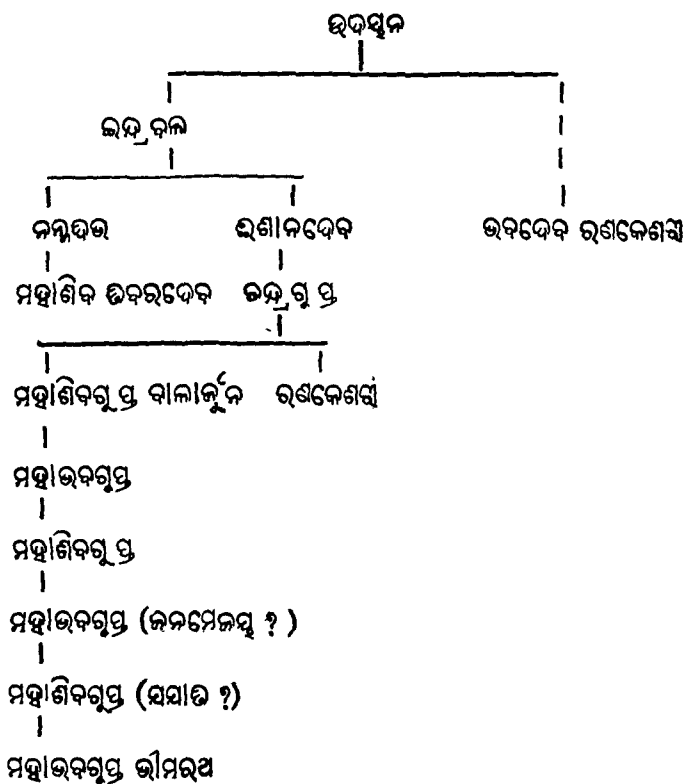 ଉଦୟନ
ଇନ୍ଦ୍ରବଳ
ନନ୍ନଦେବ ଈଶାନଦେବ ଭବଦେବ ରଣକେଶରୀ
ମହାଶିବ ତିବରଦେବ ଚନ୍ଦ୍ରଗୁପ୍ତ
ମହାଶିବଗୁପ୍ତ ବାଳାର୍ଜୁନ ରଣକେଶରୀ
ମହାଭବଗୁପ୍ତ
ମହାଶିବଗୁପ୍ତ
ମହାଭବଗୁପ୍ତ (ଜନମେଜୟ ?)
ମହାଶିବଗୁପ୍ତ (ଯଯାତି ?)
ମହାଭବଗୁପ୍ତ ଭୀମରଥ